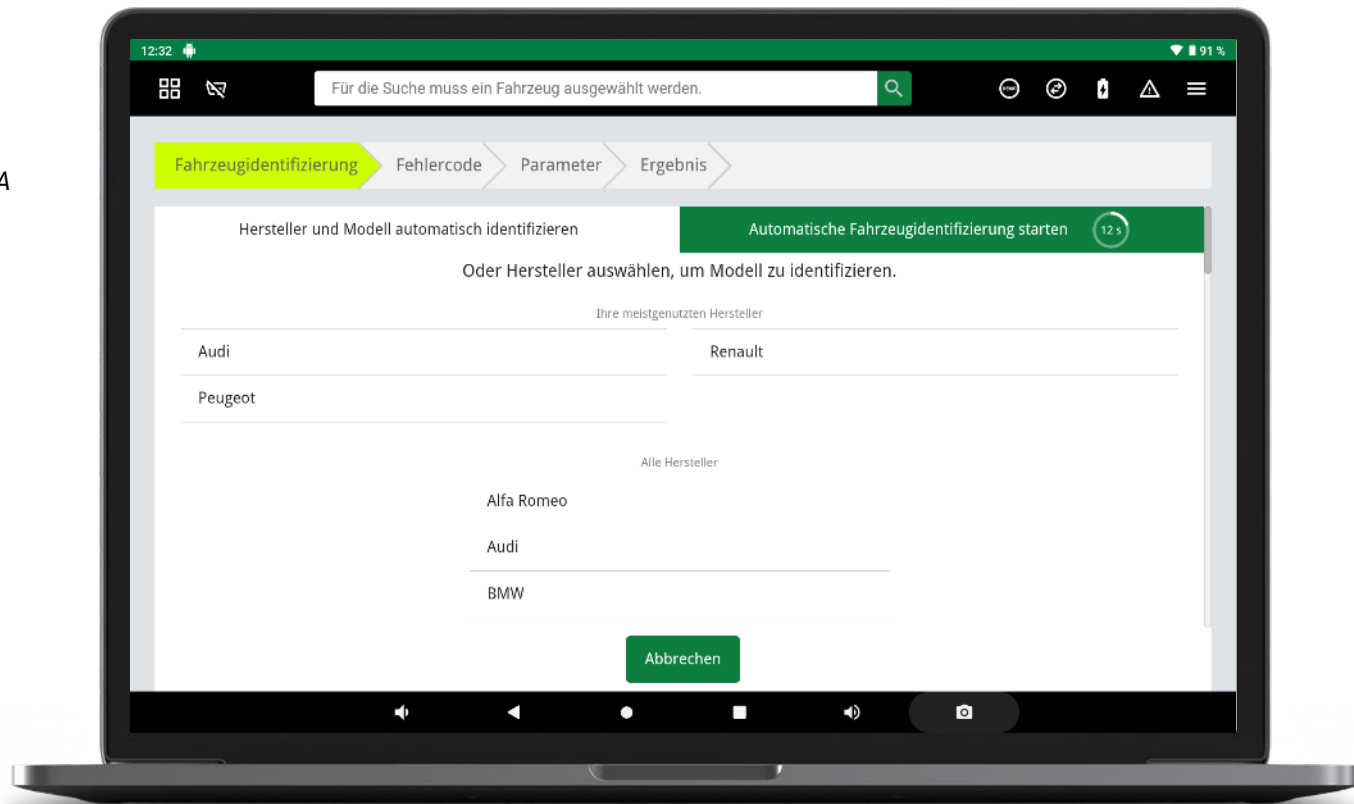 12:32 91 %
Für die Suche muss ein Fahrzeug ausgewählt werden.
Fahrzeugidentifizierung Fehlercode Parameter Ergebnis
A
Hersteller und Modell automatisch identifizieren Automatische Fahrzeugidentifizierung starten 12 s
Oder Hersteller auswählen, um Modell zu identifizieren.
Ihre meistgenutzten Hersteller
Audi Renault
Peugeot
Alle Hersteller
Alfa Romeo
Audi
BMW
Abbrechen